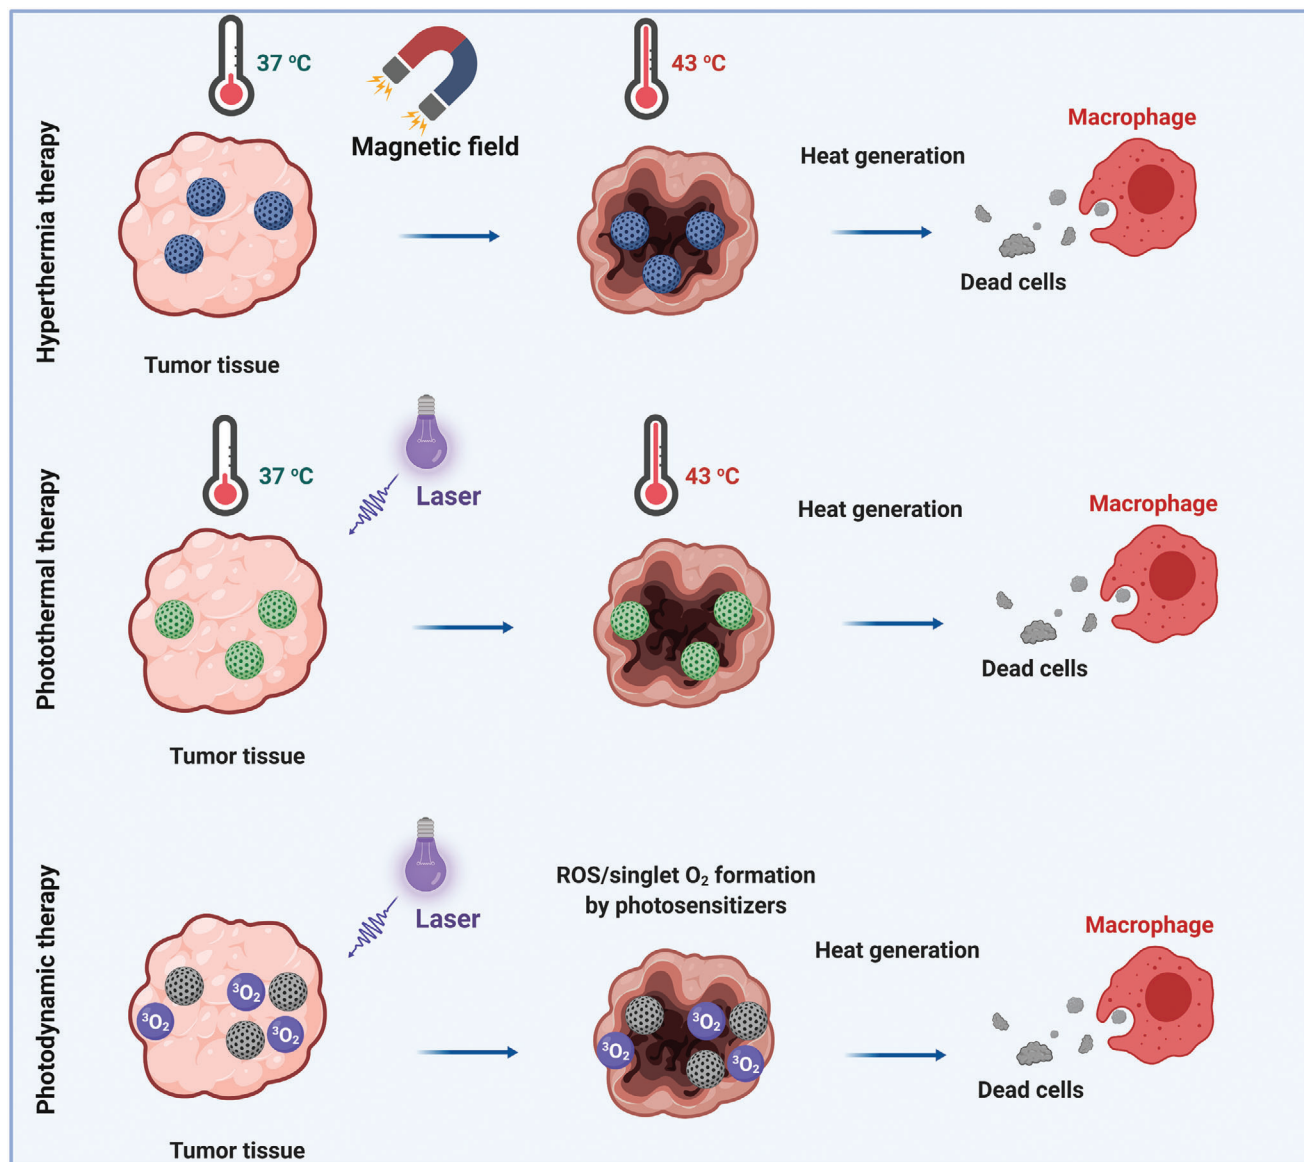 Hyperthermia therapy
37 °C
Magnetic field
43 °C
Heat generation
Macrophage
Dead cells
Tumor tissue
Photothermal therapy
37 °C
Laser
43 °C
Heat generation
Macrophage
Dead cells
Tumor tissue
Photodynamic therapy
Laser
ROS/singlet O₂ formation
by photosensitizers
Heat generation
Macrophage
³O₂
³O₂
³O₂
³O₂
³O₂
³O₂
Dead cells
Tumor tissue